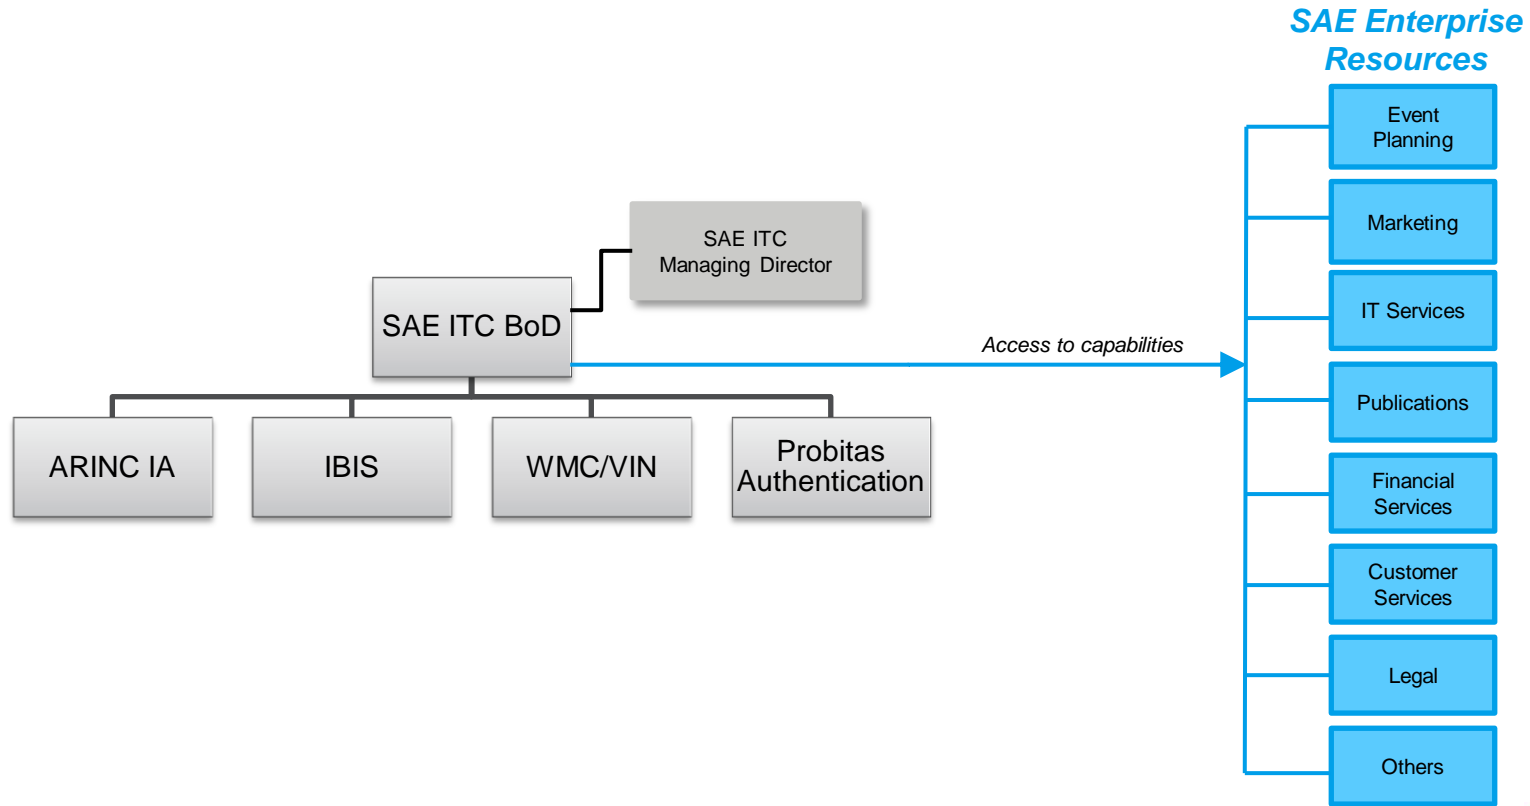 SAE Enterprise
Resources
Event
Planning
Marketing
SAE ITC
Managing Director
IT Services
SAE ITC BoD
Access to capabilities
Publications
ARINC IA
IBIS
WMC/VIN
Probitas
Authentication
Financial
Services
Customer
Services
Legal
Others